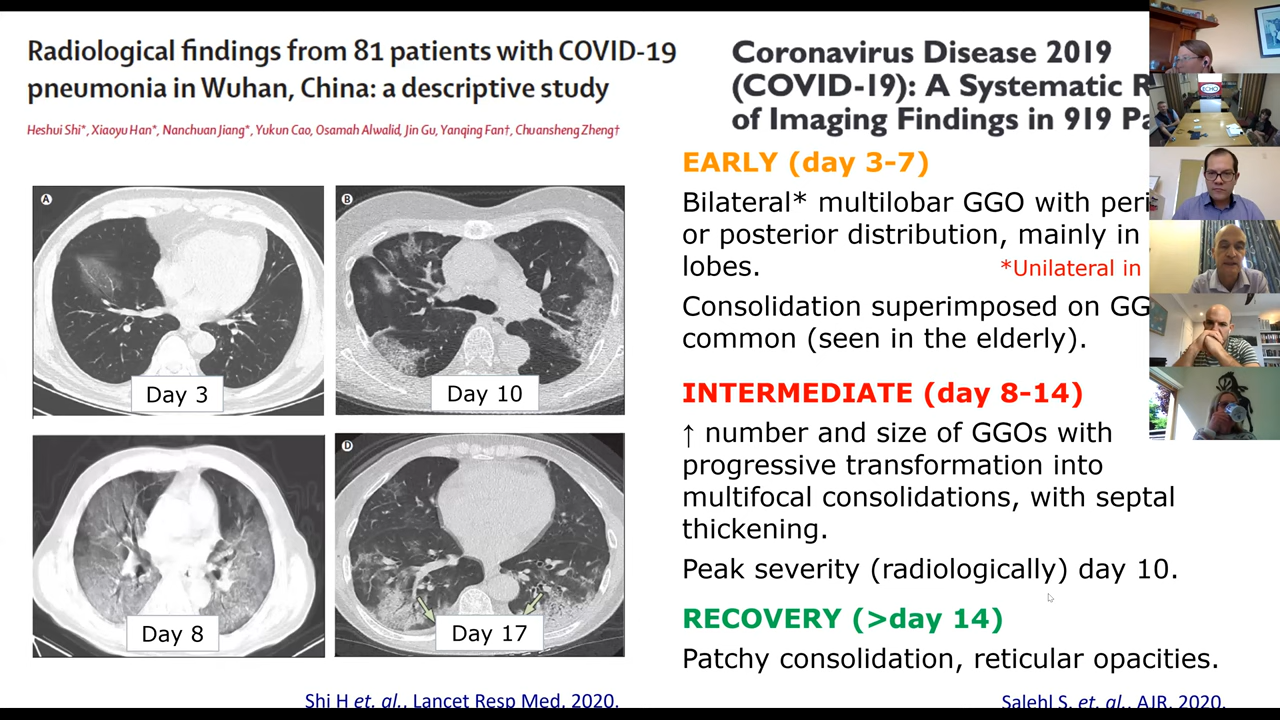 Radiological findings from 81 patients with COVID-19
pneumonia in Wuhan, China: a descriptive study
Heshui Shi*, Xiaoyu Han*, Nanchuan Jiang*, Yukun Cao, Osamah Alwalid, Jin Gu, Yanqing Fan†, Chuansheng Zheng†
A
B
Day 3
Day 10
D
Day 8
Day 17
Shi H et. al., Lancet Resp Med, 2020.
Coronavirus Disease 2019
(COVID-19): A Systematic R
of Imaging Findings in 919 Pa
EARLY (day 3-7)
Bilateral* multilobar GGO with peri
or posterior distribution, mainly in
lobes.
*Unilateral in
Consolidation superimposed on GG
common (seen in the elderly).
INTERMEDIATE (day 8-14)
↑ number and size of GGOs with
progressive transformation into
multifocal consolidations, with septal
thickening.
Peak severity (radiologically) day 10.
RECOVERY (>day 14)
Patchy consolidation, reticular opacities.
Salehl S. et. al., AJR, 2020.
ECHO